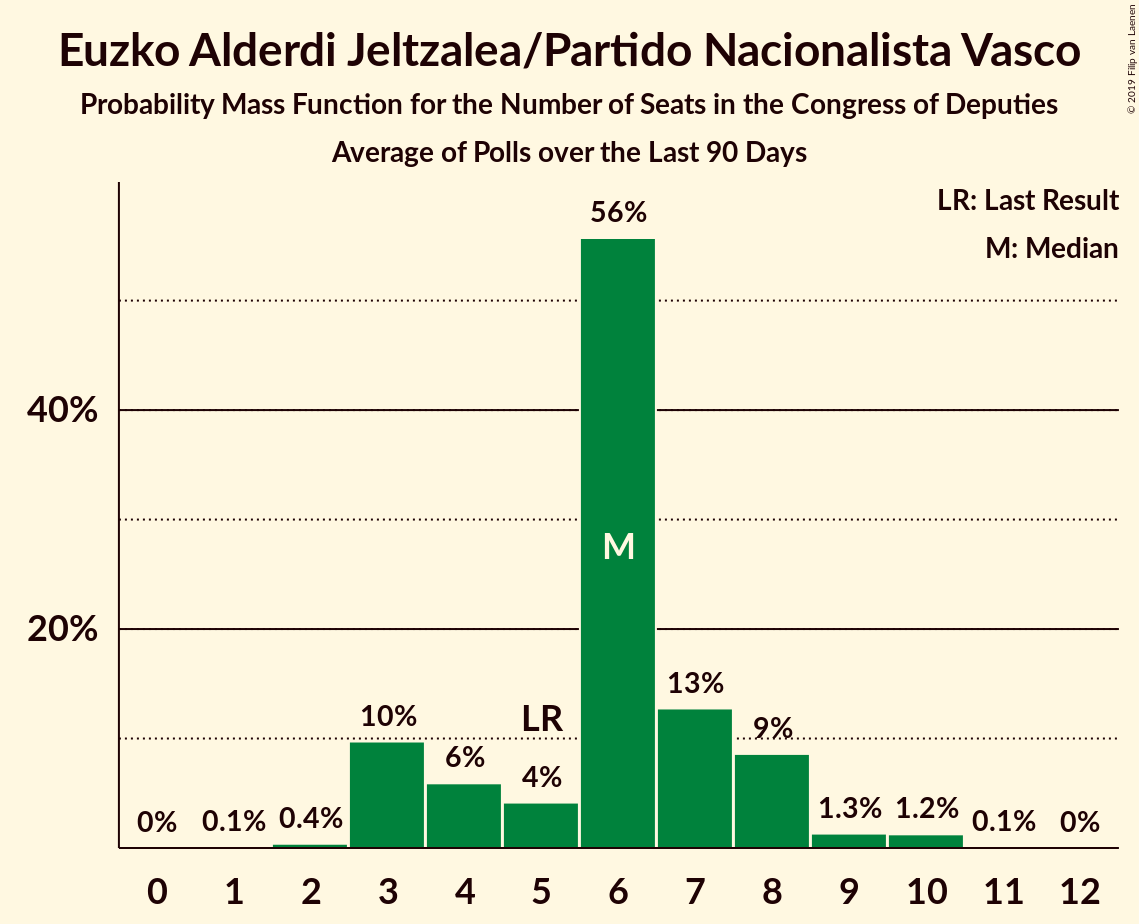 Euzko Alderdi Jeltzalea/Partido Nacionalista Vasco
Probability Mass Function for the Number of Seats in the Congress of Deputies
Average of Polls over the Last 90 Days
© 2019 Filip van Laenen
LR: Last Result
M: Median
56%
40%
M
20%
13%
10%
LR
9%
6%
4%
0%
0.1%
0.4%
1.3%
1.2%
0.1%
0%
0 1 2 3 4 5 6 7 8 9 10 11 12